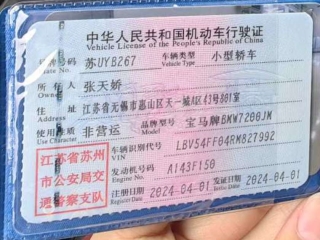 中华人民共和国机动车行驶证
Vehicle License of the People's Republic of China
号牌号码 苏UYB267 车辆类型 小型轿车
Plate No. Vehicle Type
所有人 张天娇
Owner
住址 江苏省无锡市惠山区天一城A区43号801室
Address
使用性质 非营运 品牌型号 宝马牌BMW7200JM
Use Character Model
江苏省苏州
市公安局交
通警察支队
车辆识别代号 LBV54FF04RM827992
VIN
发动机号码 A143F150
Engine No.
注册日期 2024-04-01 发证日期 2024-04-01
Register Date Issue Date